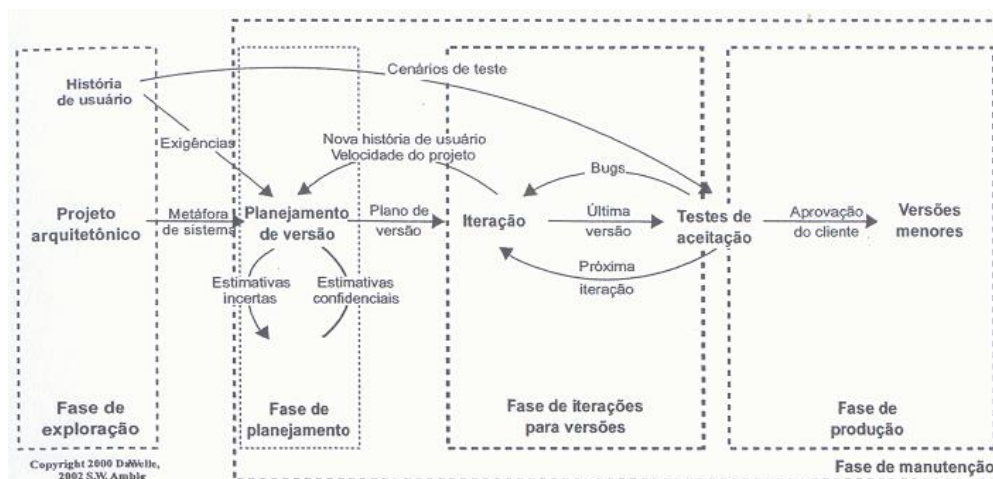 Cenários de teste
História
de usuário
Nova história de usuário
Velocidade do projeto
Exigências
Bugs
Projeto
arquitetônico
Metáfora
de sistema
Planejamento
de versão
Plano de
versão
Iteração
Última
versão
Testes de
aceitação
Aprovação
do cliente
Versões
menores
Próxima
iteração
Estimativas
incertas
Estimativas
confidenciais
Fase de
exploração
Fase de
planejamento
Fase de iterações
para versões
Fase de
produção
Copyright 2000
2002 S.W.
Fase de manutenção